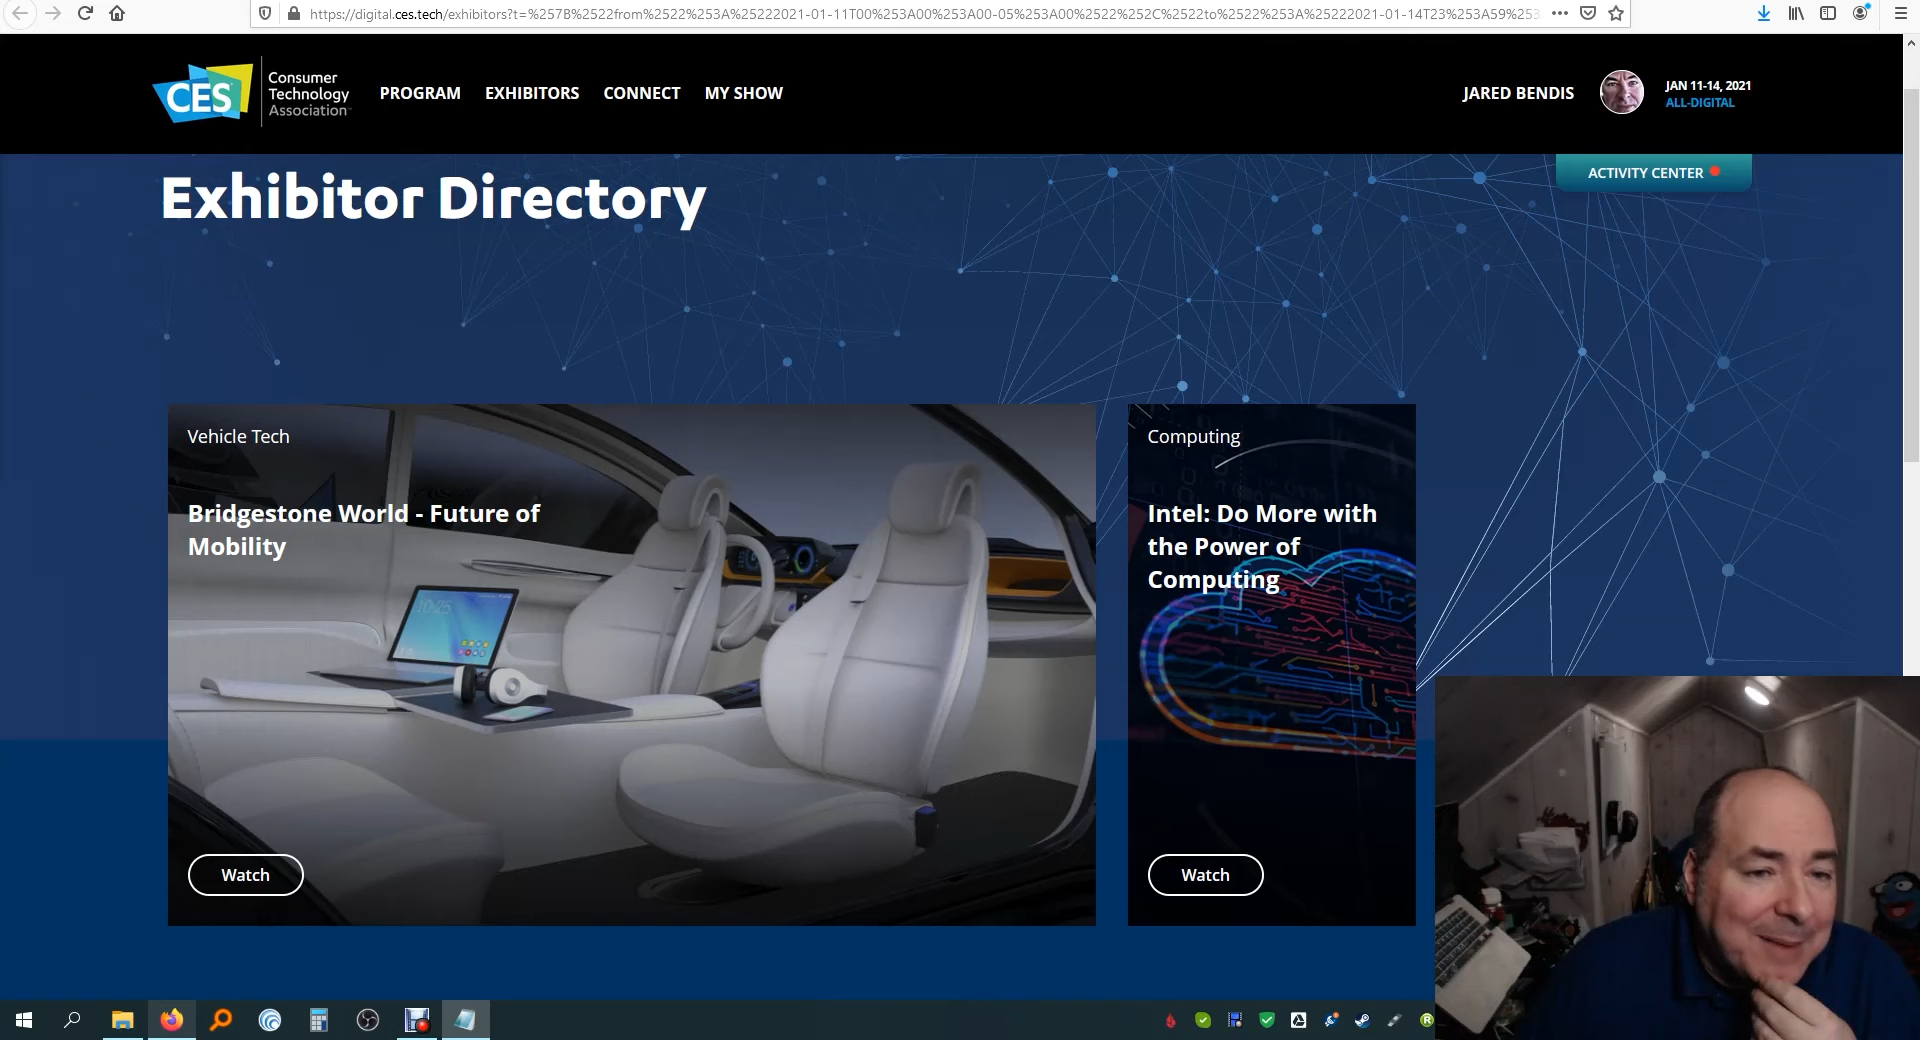 https://digital.ces.tech/exhibitors?t=%257B%2522from%2522%253A%25222021-01-11T00%253A00%253A00-05%253A00%2522%252C%2522to%2522%253A%25222021-01-14T23%253A59%253
CES
Consumer
Technology
Association
PROGRAM
EXHIBITORS
CONNECT
MY SHOW
JARED BENDIS
JAN 11-14, 2021
ALL-DIGITAL
ACTIVITY CENTER
Exhibitor Directory
Vehicle Tech
Bridgestone World - Future of
Mobility
10:25
Watch
Computing
Intel: Do More with
the Power of
Computing
Watch
R